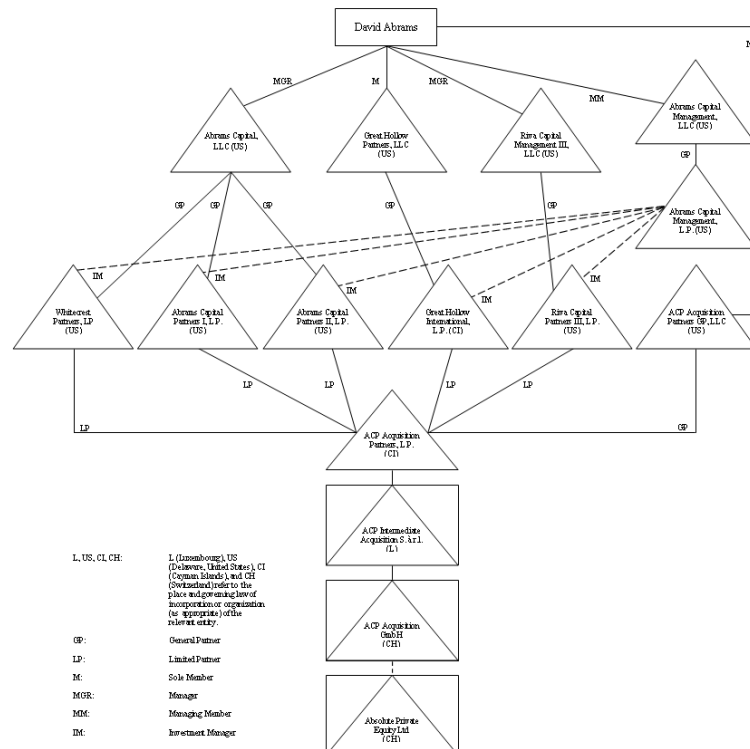 David Abrams
M
MGR
M
MGR
MM
Abrams Capital,
LLC (US)
Great Hollow
Partners, LLC
(US)
Riva Capital
Management III,
LLC (US)
Abrams Capital
Management,
LLC (US)
GP
GP
GP
GP
GP
GP
Abrams Capital
Management,
L.P. (US)
IM
IM
IM
IM
IM
Whitecrest
Partners, LP
(US)
Abrams Capital
Partners I, L.P.
(US)
Abrams Capital
Partners II, L.P.
(US)
Great Hollow
International,
L.P. (CI)
Riva Capital
Partners III, L.P.
(US)
ACP Acquisition
Partners GP, LLC
(US)
LP
LP
LP
LP
LP
GP
ACP Acquisition
Partners, L.P.
(CI)
ACP Intermediate
Acquisition S. à r.l.
(L)
ACP Acquisition
GmbH
(CH)
Absolute Private
Equity Ltd
(CH)
L, US, CI, CH: L (Luxembourg), US
(Delaware, United States), CI
(Cayman Islands), and CH
(Switzerland) refer to the
place and governing law of
incorporation or organization
(as appropriate) of the
relevant entity.
GP: General Partner
LP: Limited Partner
M: Sole Member
MGR: Manager
MM: Managing Member
IM: Investment Manager